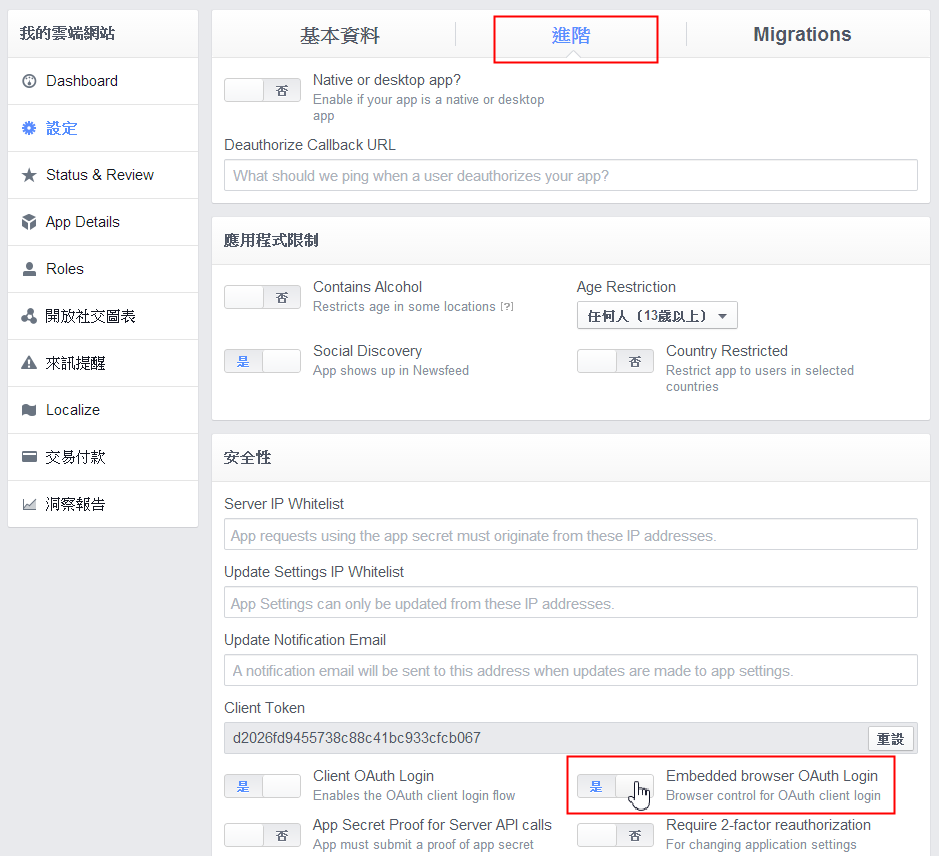 我的雲端網站
Dashboard
設定
Status & Review
App Details
Roles
開放社交圖表
來訊提醒
Localize
交易付款
洞察報告
基本資料
進階
Migrations
否
Native or desktop app?
Enable if your app is a native or desktop
app
Deauthorize Callback URL
What should we ping when a user deauthorizes your app?
應用程式限制
否
Contains Alcohol
Restricts age in some locations [?]
Age Restriction
任何人（13歲以上）
是
Social Discovery
App shows up in Newsfeed
否
Country Restricted
Restrict app to users in selected
countries
安全性
Server IP Whitelist
App requests using the app secret must originate from these IP addresses.
Update Settings IP Whitelist
App Settings can only be updated from these IP addresses.
Update Notification Email
A notification email will be sent to this address when updates are made to app settings.
Client Token
d2026fd9455738c88c41bc933cfcb067
重設
是
Client OAuth Login
Enables the OAuth client login flow
是
Embedded browser OAuth Login
Browser control for OAuth client login
否
App Secret Proof for Server API calls
App must submit a proof of app secret
否
Require 2-factor reauthorization
For changing application settings